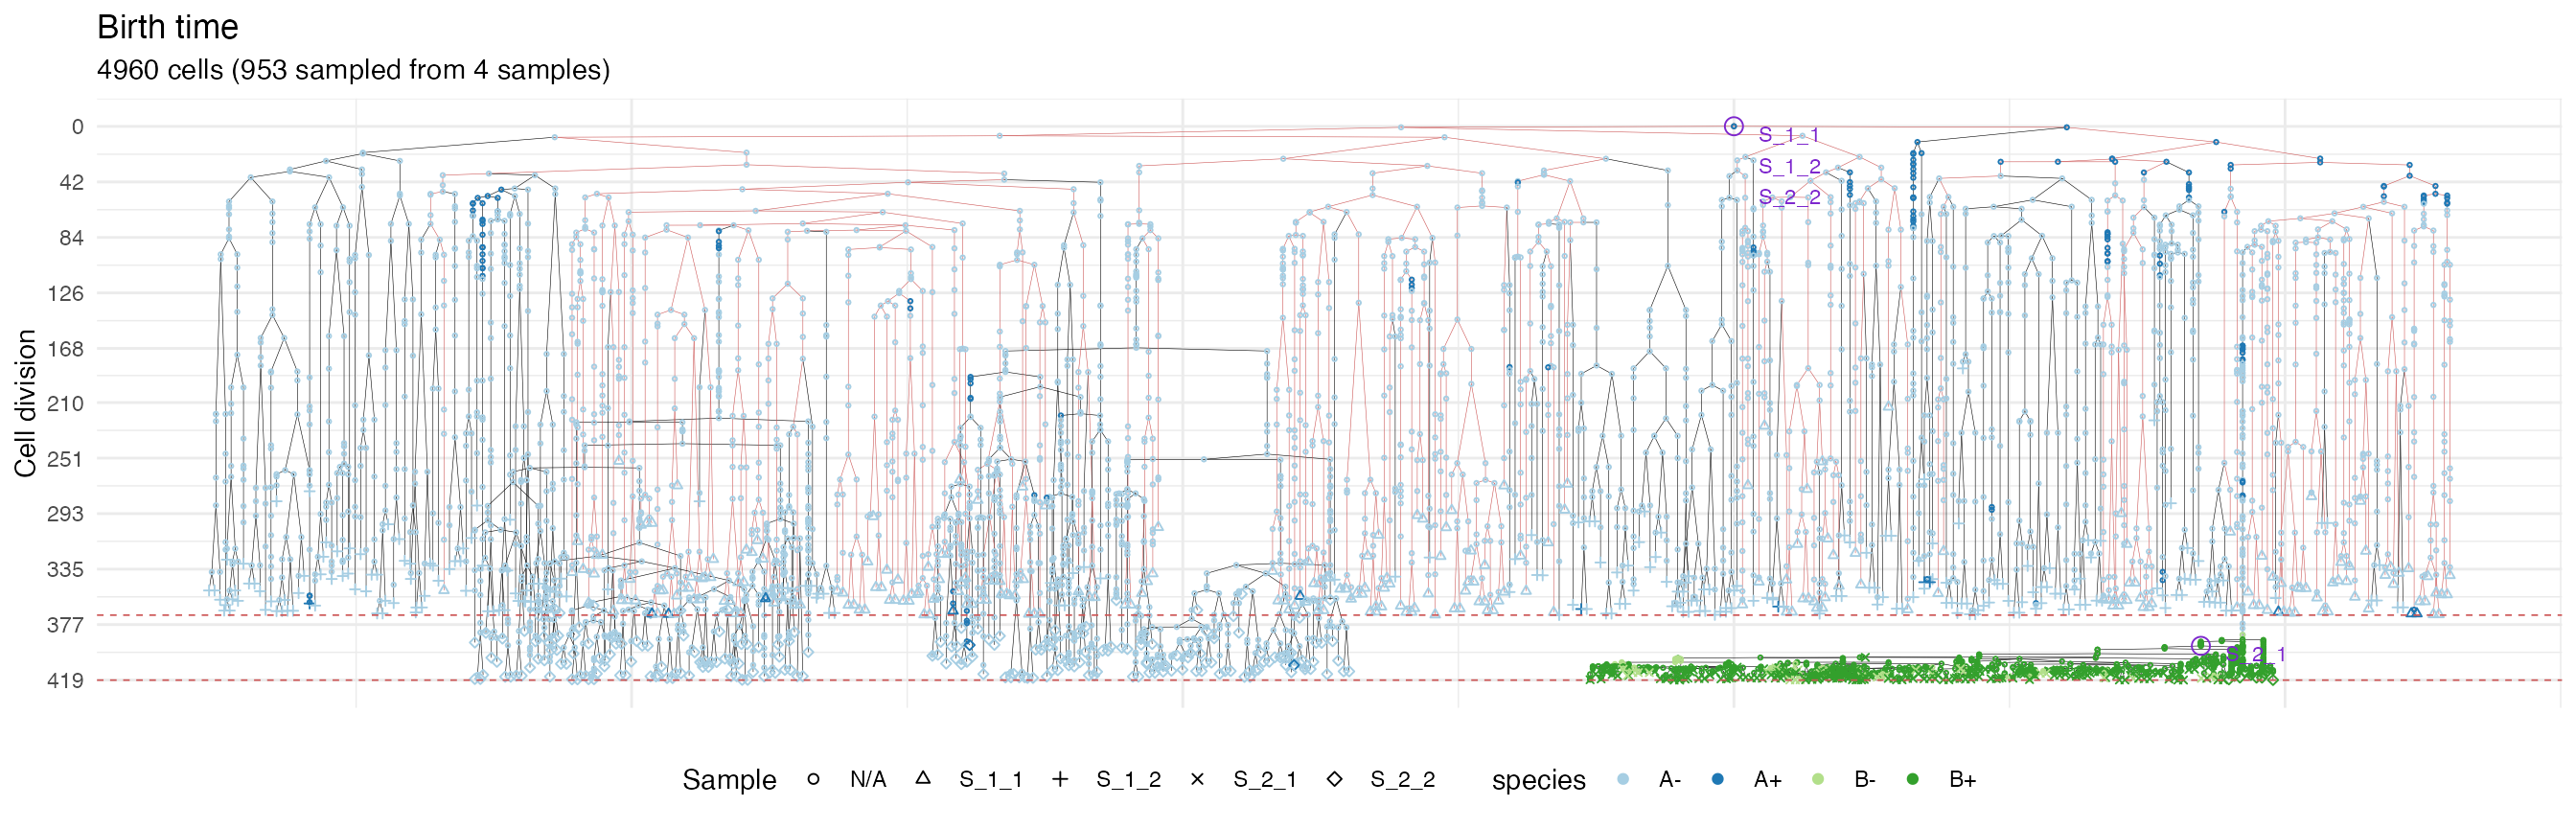 Birth time
4960 cells (953 sampled from 4 samples)
Cell division
0
42
84
126
168
210
251
293
335
377
419
S_1_1
S_1_2
S_2_2
S_2_1
Sample N/A S_1_1 S_1_2 S_2_1 S_2_2 species A- A+ B- B+